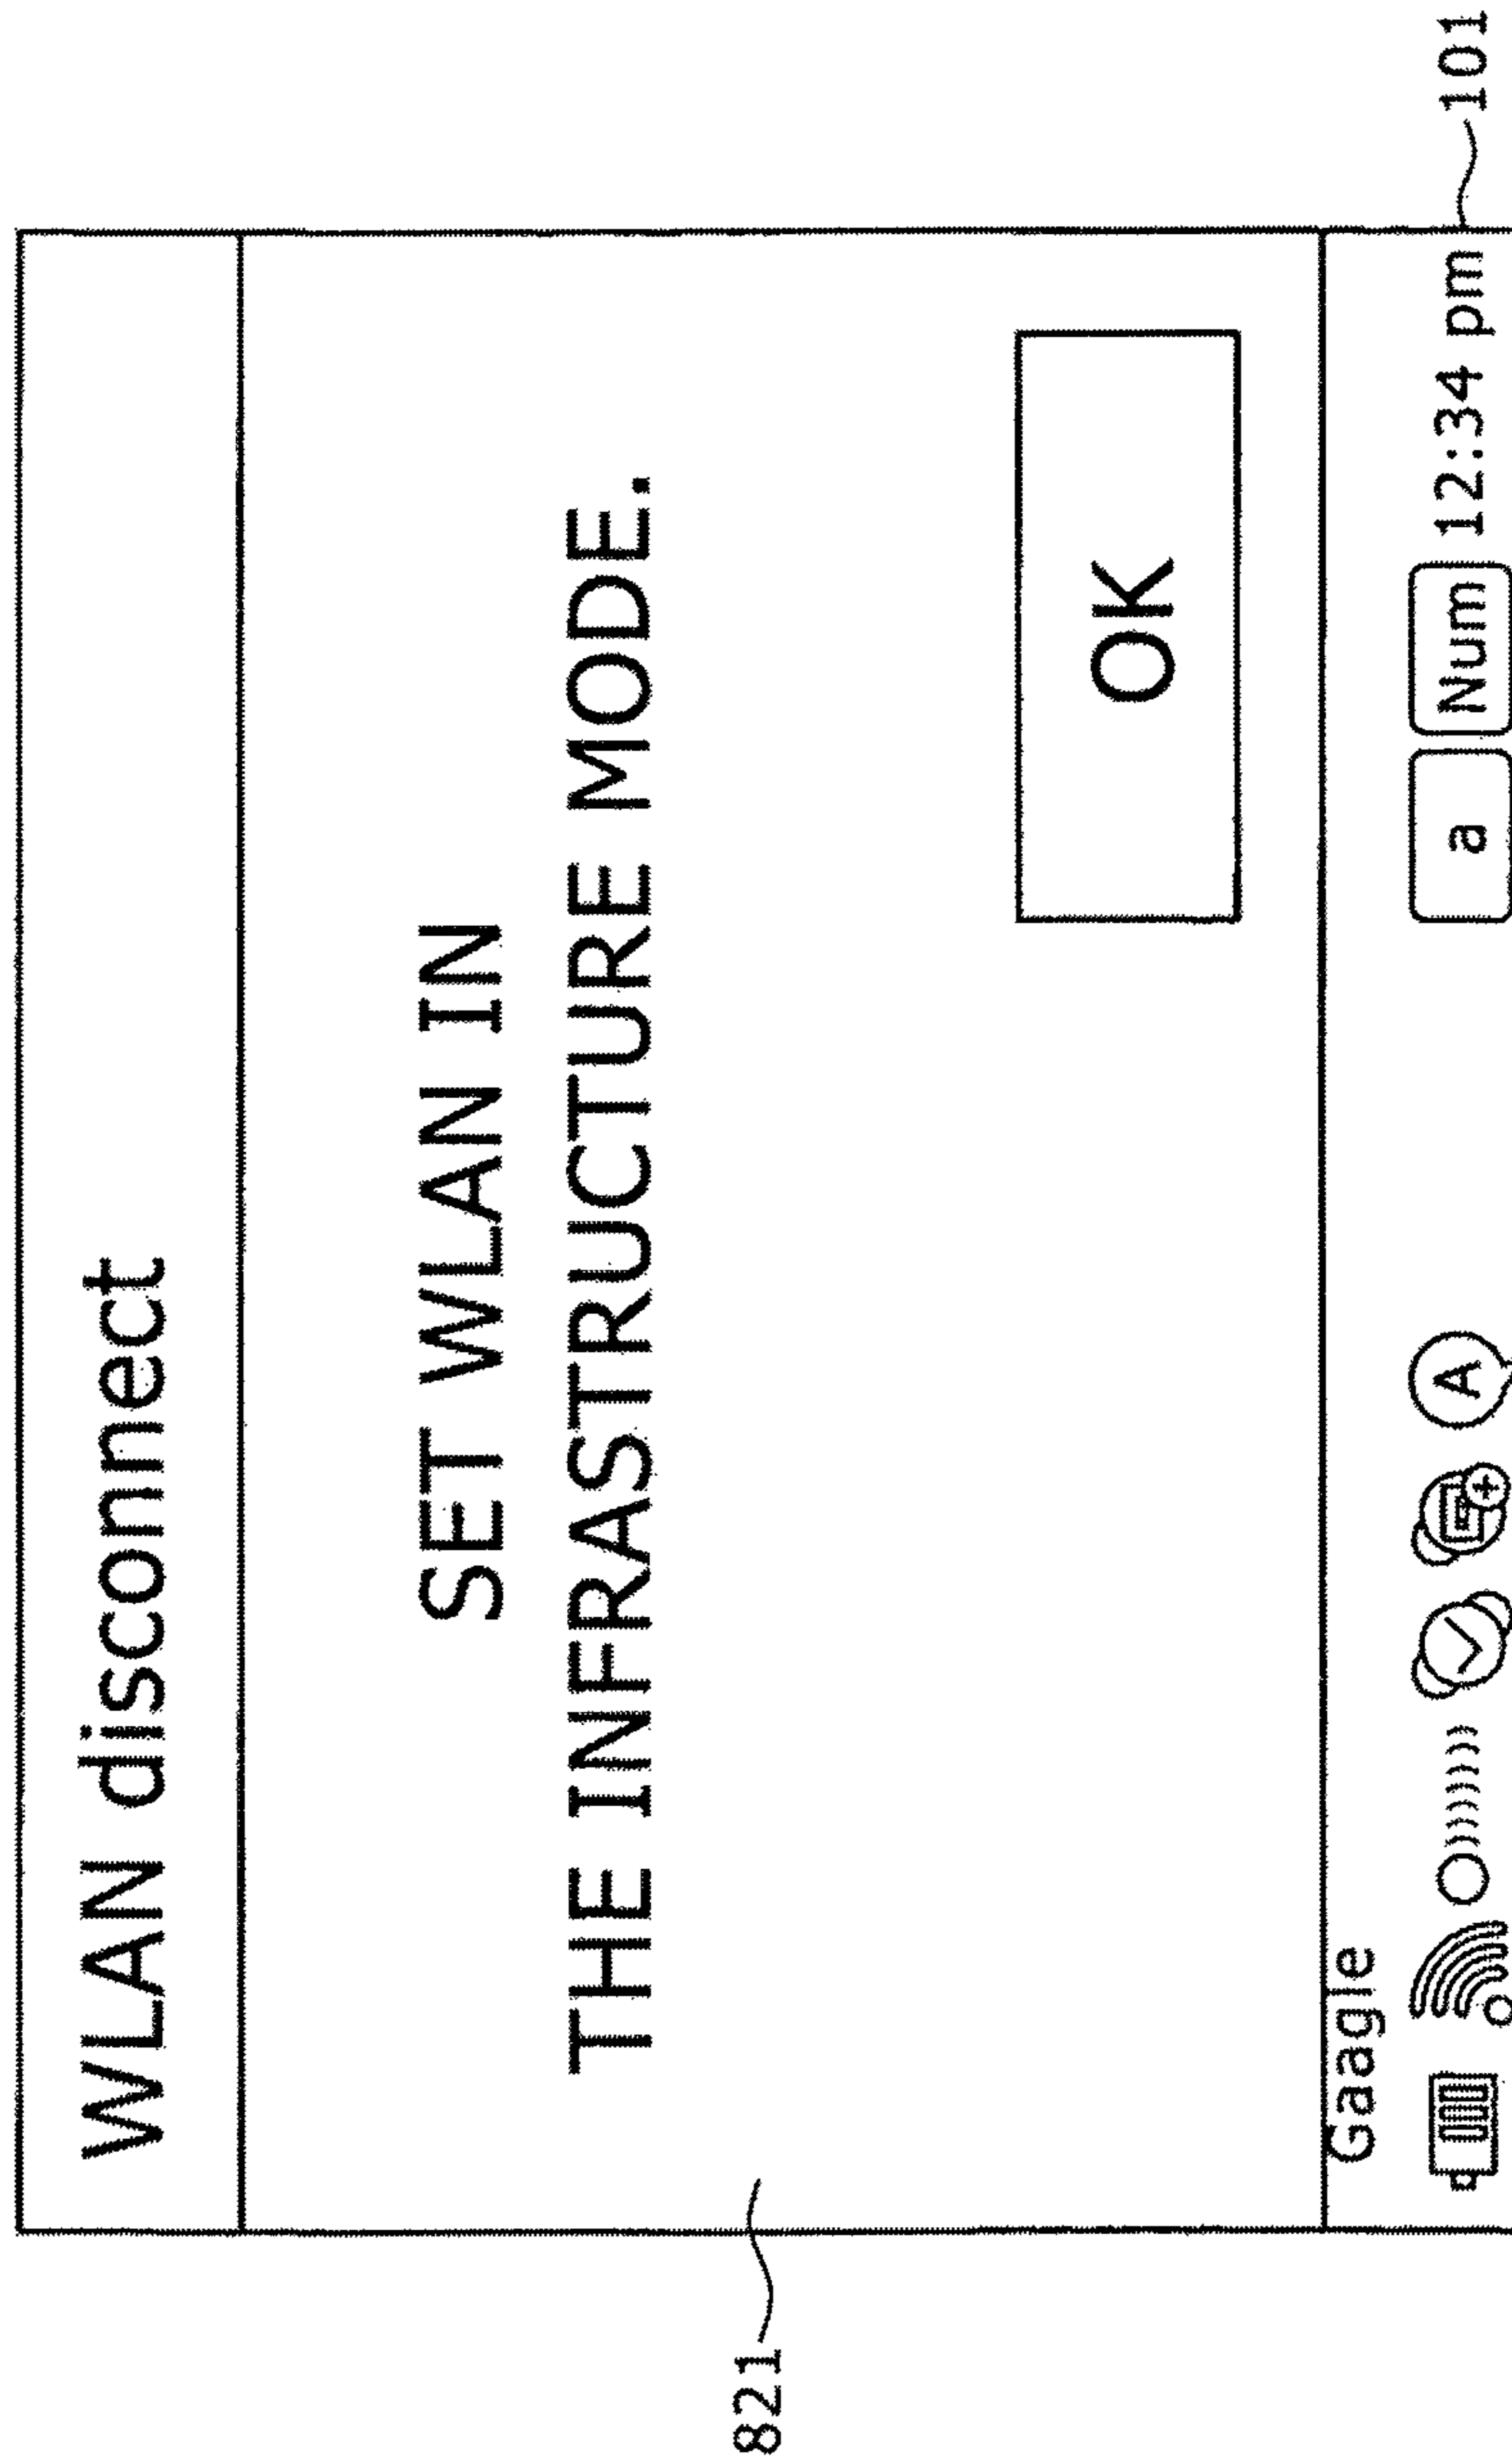 WLAN disconnect
SET WLAN IN
THE INFRASTRUCTURE MODE.
OK
821
Gaagle
A
a
Num
12:34 pm
101